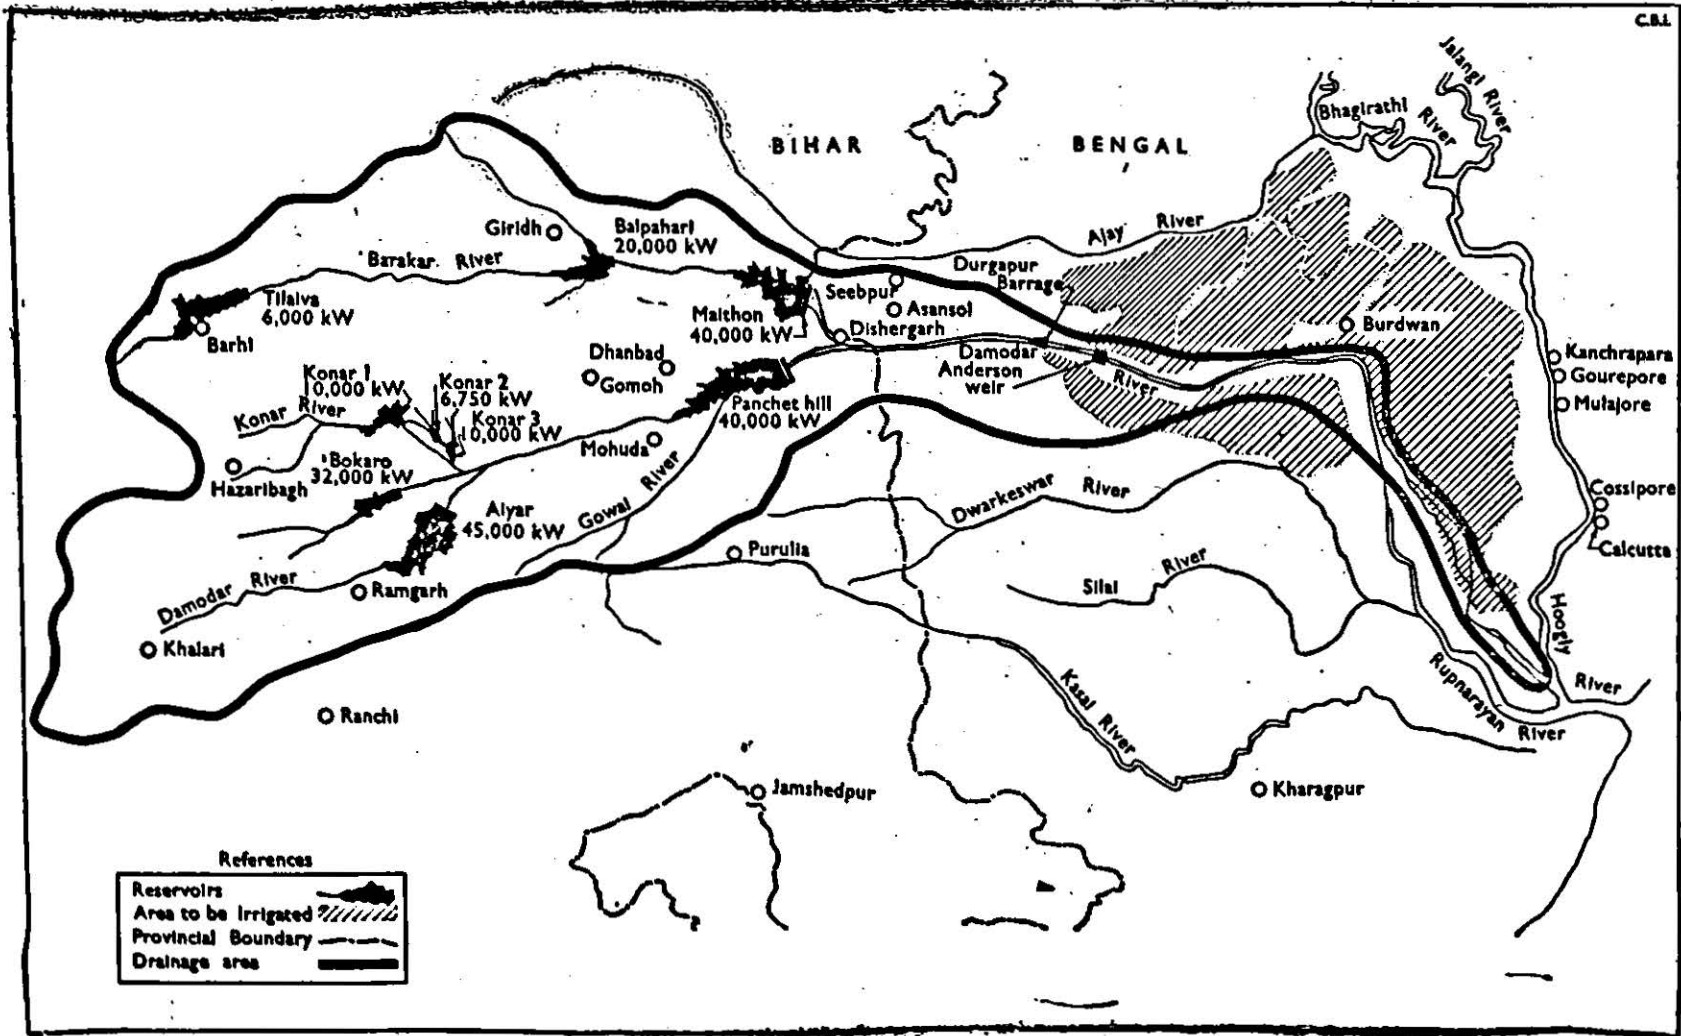 C.B.I.
Jalangi River
Bhagirathi River
BIHAR
BENGAL
Ajay River
Giridh
Balpahari
20,000 kW
Barakar River
Durgapur
Barrage
Seebpur
Asansol
Tilaiya
6,000 kW
Barhi
Maithon
40,000 kW
Dishergarh
Burdwan
Dhanbad
Gomoh
Damodar River
Anderson
weir
Kanchrapara
Gourepore
Mulajore
Konar 1
10,000 kW
Konar 2
6,750 kW
Konar 3
10,000 kW
Konar River
Panchet hill
40,000 kW
Mohuda
Bokaro
32,000 kW
Hazaribagh
Aiyar
45,000 kW
Gowai River
Dwarkeswar River
Cossipore
Calcutta
Purulia
Silai River
Damodar River
Ramgarh
Khalari
Hoogly River
Ranchi
Kasai River
Rupnarayan River
Jamshedpur
Kharagpur
References
Reservoirs
Area to be Irrigated
Provincial Boundary
Drainage area